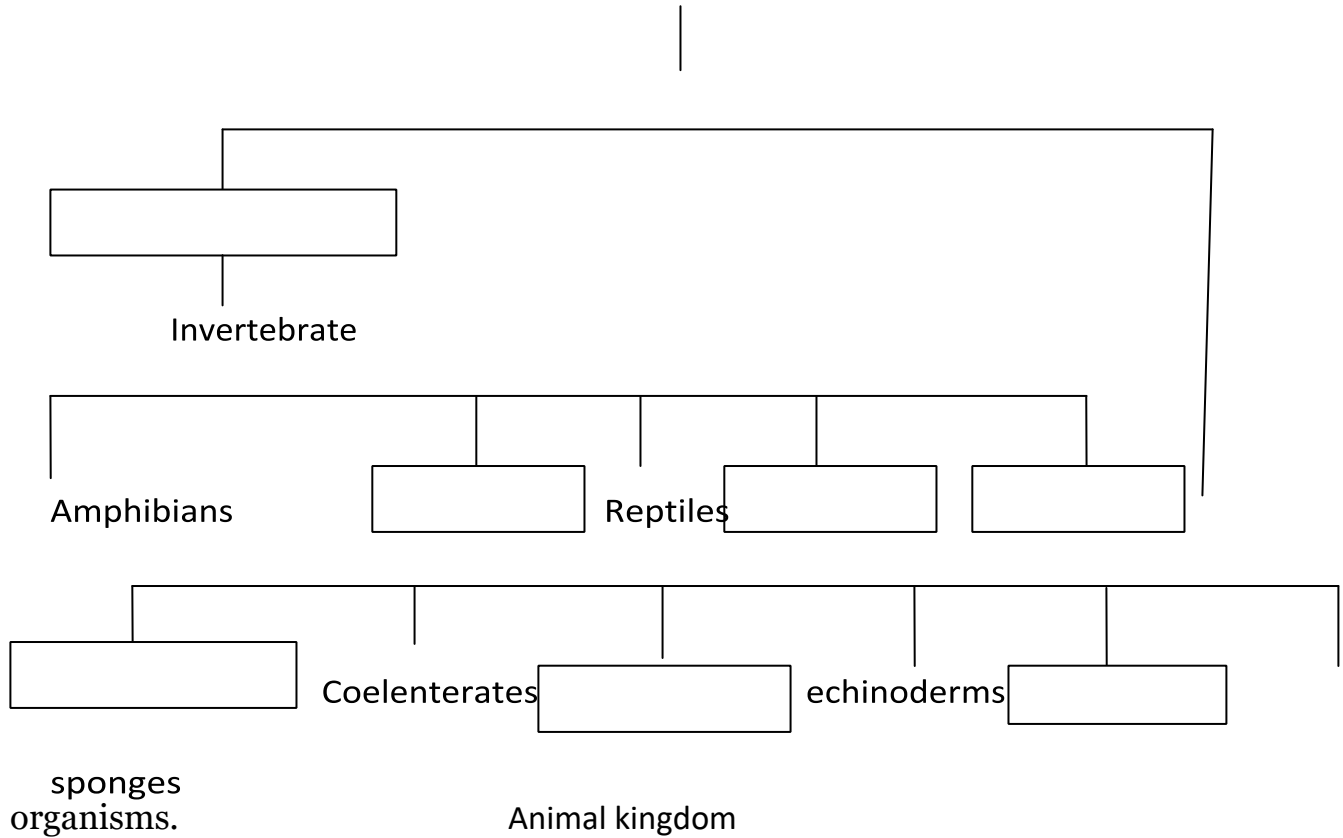 Invertebrate
Amphibians Reptiles
Coelenterates echinoderms
sponges
organisms. Animal kingdom